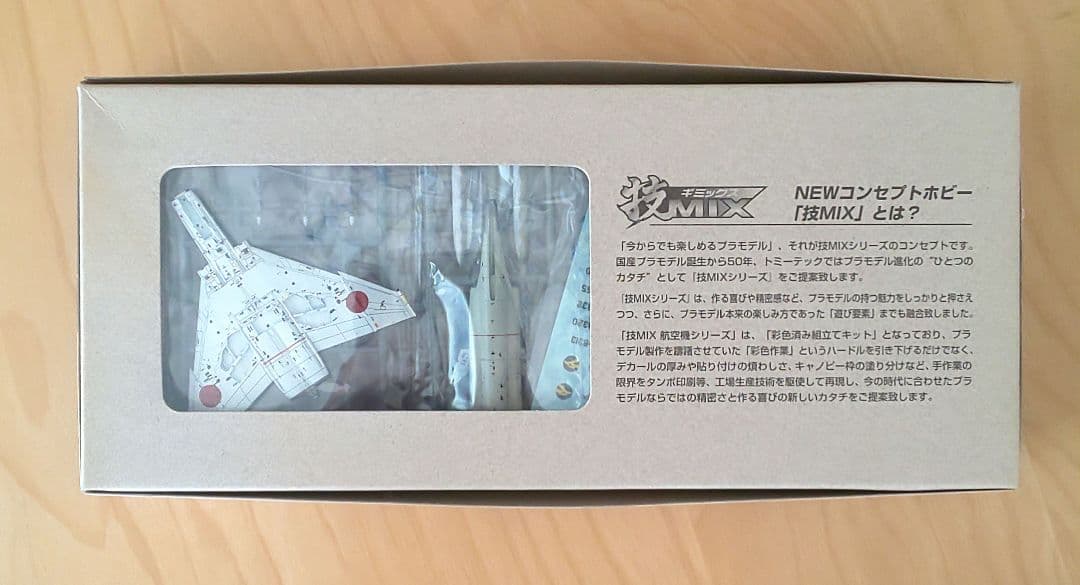 技MIX
ギミックス
NEWコンセプトホビー
「技MIX」とは？
「今からでも楽しめるプラモデル」、それが技MIXシリーズのコンセプトです。
国産プラモデル誕生から50年、トミーテックではプラモデル進化の“ひとつの
カタチ”として「技MIXシリーズ」をご提案致します。
「技MIXシリーズ」は、作る喜びや精密感など、プラモデルの持つ魅力をしっかりと押さえ
つつ、さらに、プラモデル本来の楽しみ方であった「遊び要素」までも融合致しました。
「技MIX 航空機シリーズ」は、「彩色済み組立てキット」となっており、プラ
モデル製作を躊躇させていた「彩色作業」というハードルを引き下げるだけでなく、
デカールの厚みや貼り付けの煩わしさ、キャノピー枠の塗り分けなど、手作業の
限界をタンポ印刷等、工場生産技術を駆使して再現し、今の時代に合わせたプラ
モデルならではの精密さと作る喜びの新しいカタチをご提案致します。